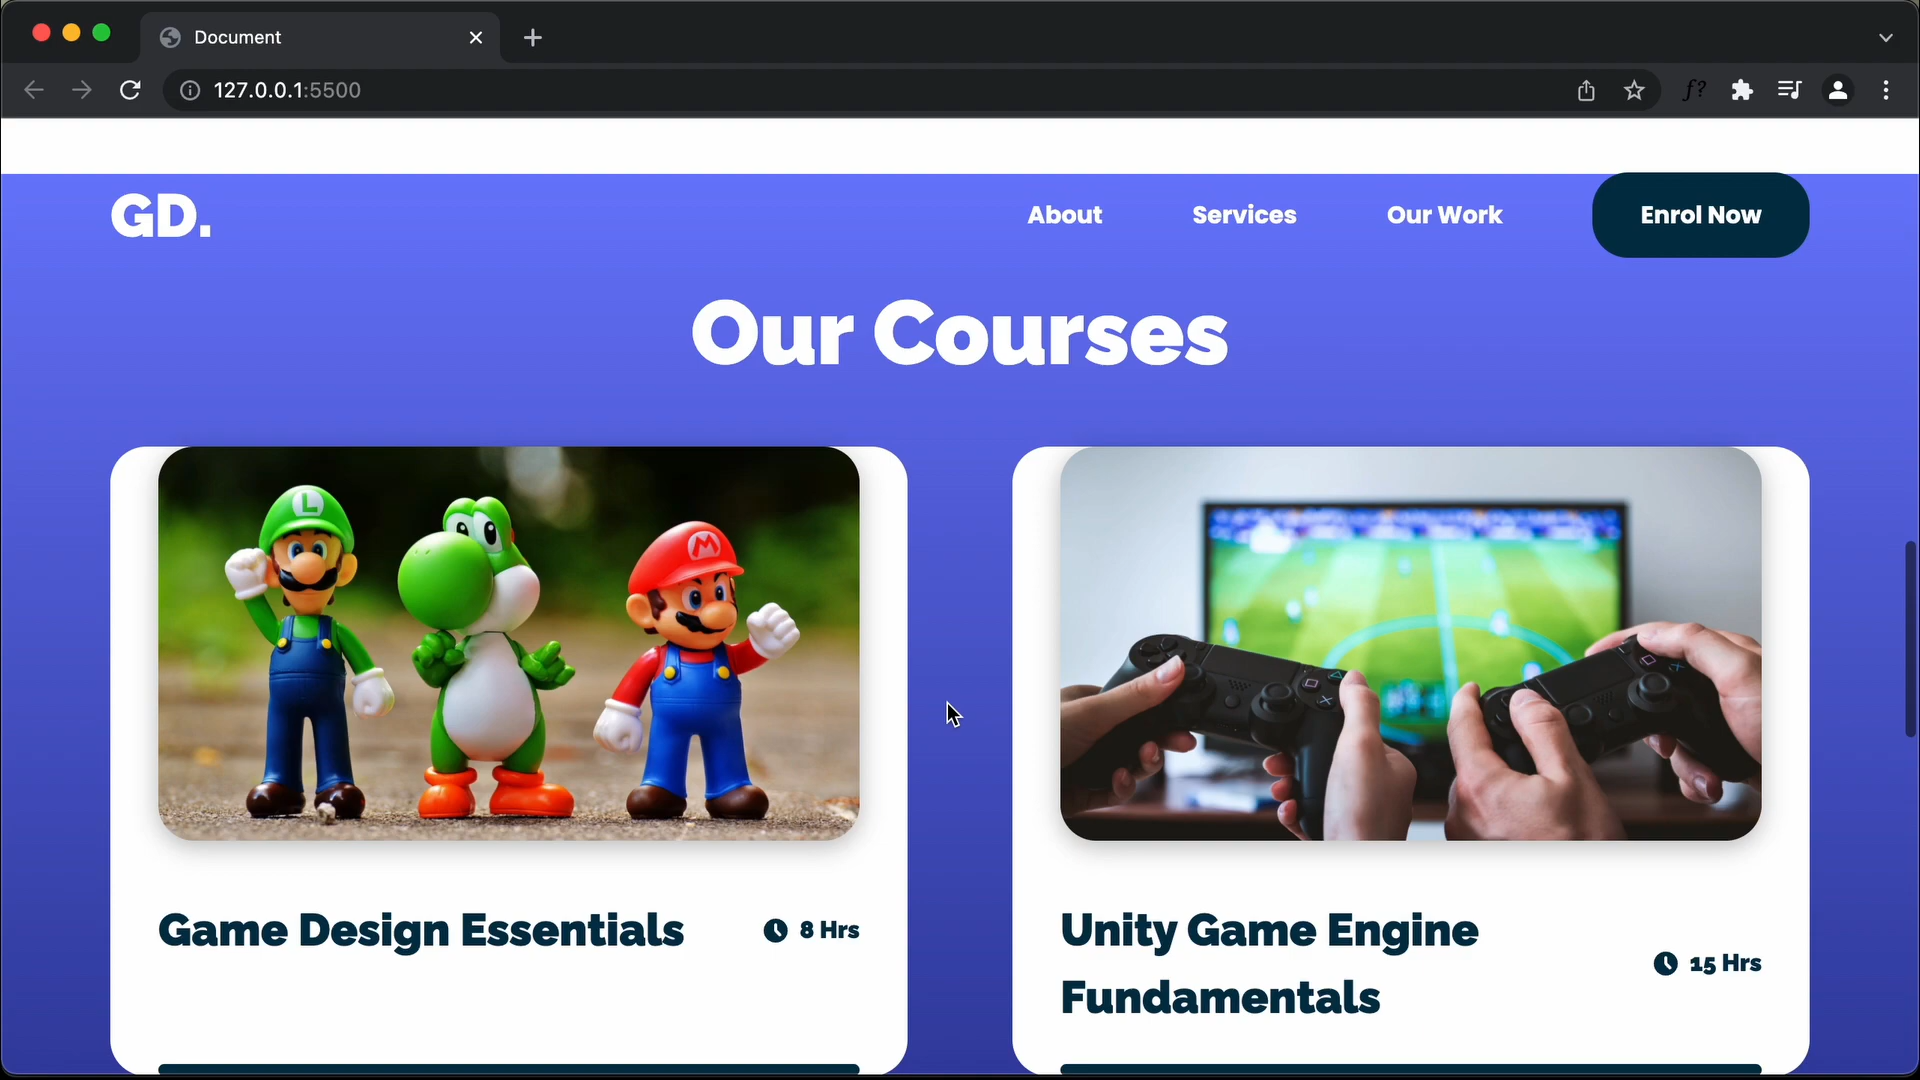 Document
127.0.0.1:5500
f?
GD.
About
Services
Our Work
Enrol Now
Our Courses
L
M
Game Design Essentials
8 Hrs
Unity Game Engine
Fundamentals
15 Hrs